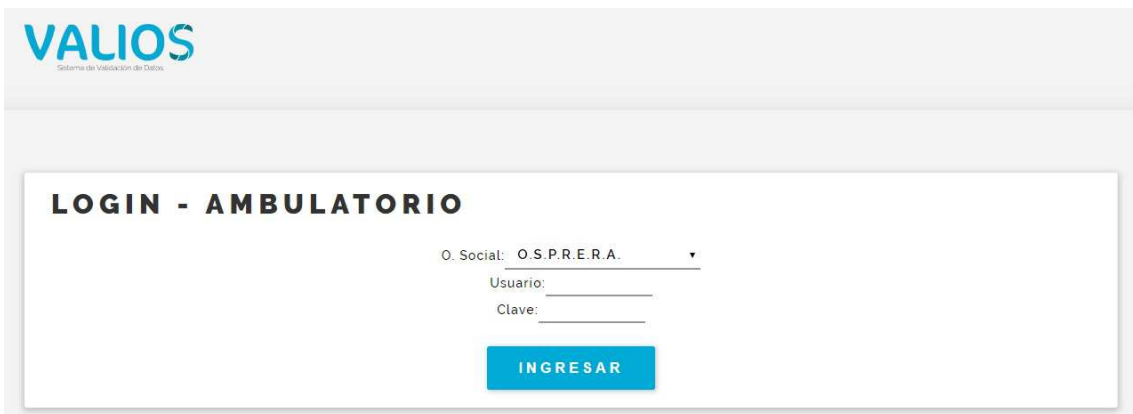 VALIOS
Sistema de Validación de Datos
LOGIN - AMBULATORIO
O. Social: O.S.P.R.E.R.A.
Usuario:
Clave:
INGRESAR